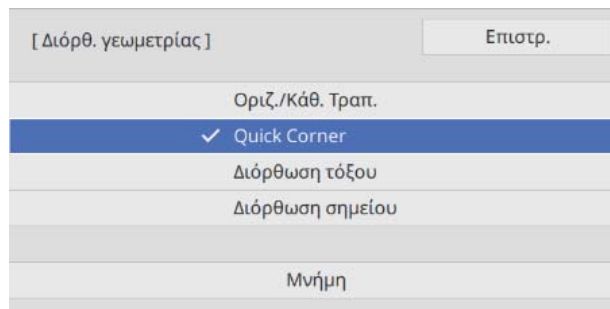 [ Διόρθ. γεωμετρίας ]
Επιστρ.
Οριζ./Κάθ. Τραπ.
Quick Corner
Διόρθωση τόξου
Διόρθωση σημείου
Μνήμη